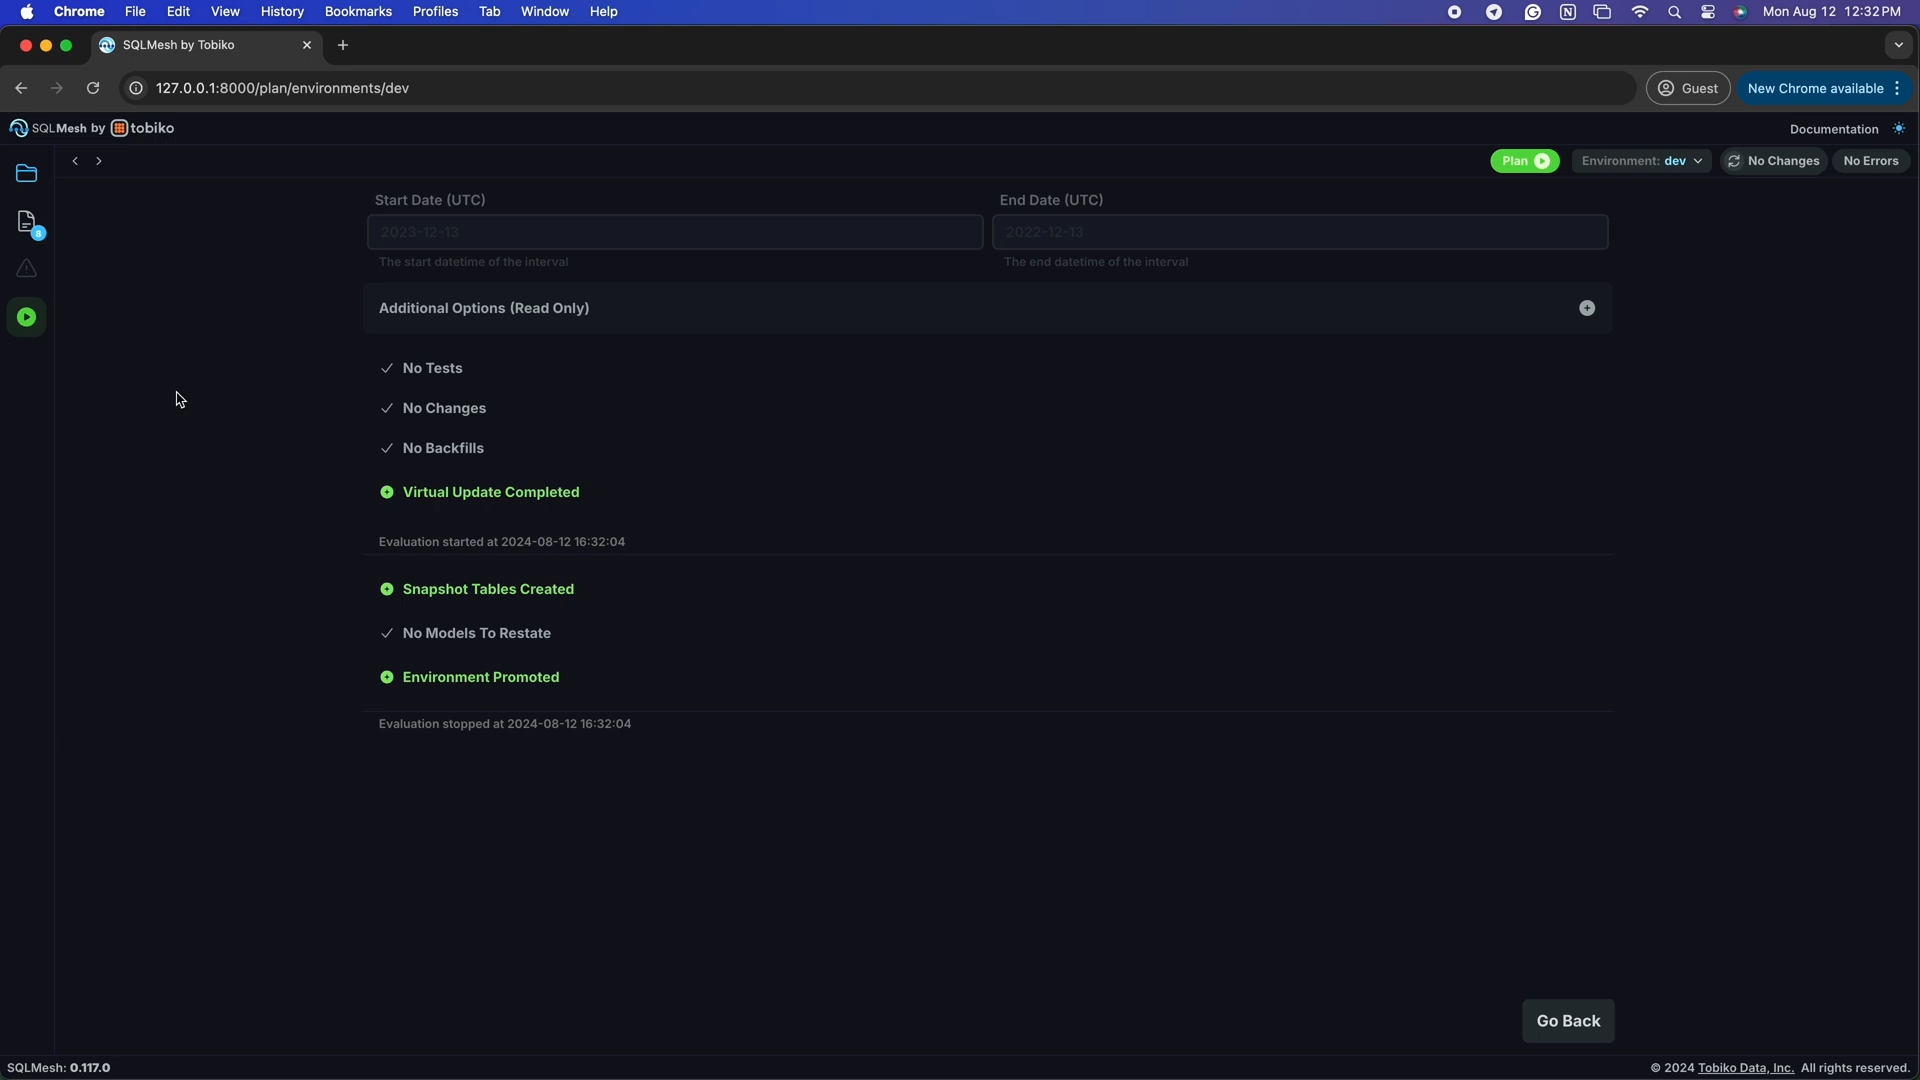 Chrome File Edit View History Bookmarks Profiles Tab Window Help Mon Aug 12 12:32 PM
SQLMesh by Tobiko
127.0.0.1:8000/plan/environments/dev Guest New Chrome available
SQLMesh by tobiko Documentation
Plan Environment: dev No Changes No Errors
Start Date (UTC) End Date (UTC)
2023-12-13 2022-12-13
The start datetime of the interval The end datetime of the interval
8
Additional Options (Read Only)
No Tests
No Changes
No Backfills
Virtual Update Completed
Evaluation started at 2024-08-12 16:32:04
Snapshot Tables Created
No Models To Restate
Environment Promoted
Evaluation stopped at 2024-08-12 16:32:04
Go Back
SQLMesh: 0.117.0 © 2024 Tobiko Data, Inc. All rights reserved.